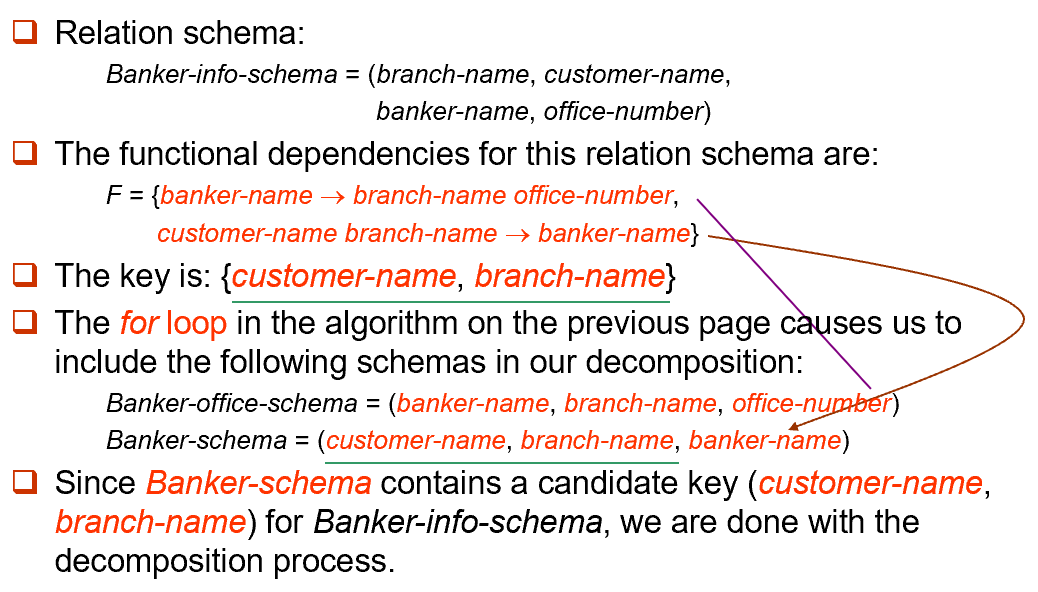 Relation schema:
Banker-info-schema = (branch-name, customer-name,
banker-name, office-number)
The functional dependencies for this relation schema are:
F = {banker-name → branch-name office-number,
customer-name branch-name → banker-name}
The key is: {customer-name, branch-name}
The for loop in the algorithm on the previous page causes us to
include the following schemas in our decomposition:
Banker-office-schema = (banker-name, branch-name, office-number)
Banker-schema = (customer-name, branch-name, banker-name)
Since Banker-schema contains a candidate key (customer-name,
branch-name) for Banker-info-schema, we are done with the
decomposition process.